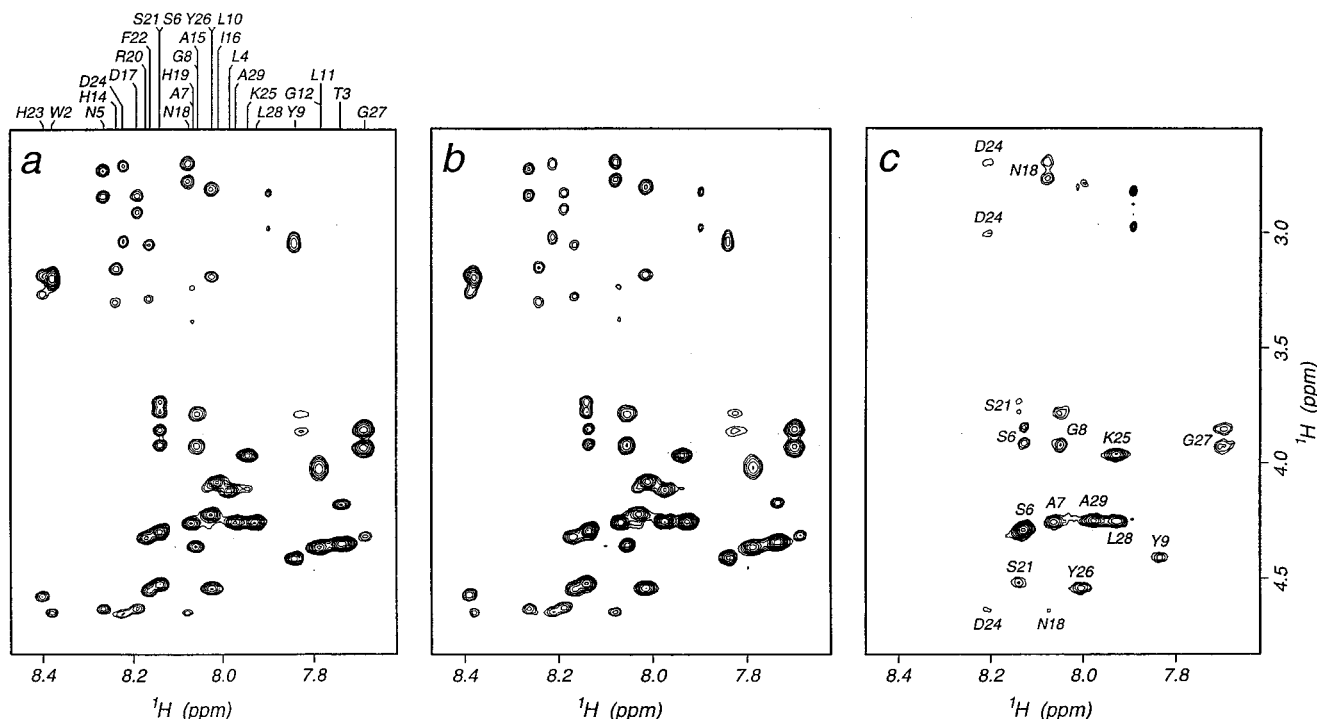 S21 S6 Y26 L10
F22 A15 I16
R20 G8 L4
D24 D17 H19 A29 L11
H14 A7 K25 G12 T3
H23 W2 N5 N18 L28 Y9 G27
a
b
c
D24
N18
D24
S21
S6
G8
K25
G27
S6
A7
A29
L28
Y9
S21
Y26
D24
N18
3.0
3.5
4.0
4.5
¹H (ppm)
8.4 8.2 8.0 7.8
8.4 8.2 8.0 7.8
8.4 8.2 8.0 7.8
¹H (ppm)
¹H (ppm)
¹H (ppm)